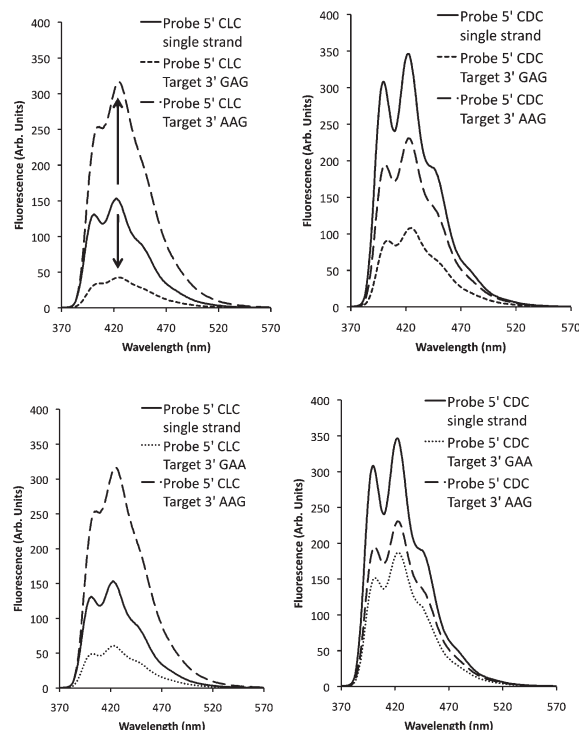 400
350
300
250
200
150
100
50
0
Fluorescence (Arb. Units)
Probe 5' CLC
single strand
Probe 5' CLC
Target 3' GAG
Probe 5' CLC
Target 3' AAG
370 420 470 520 570
Wavelength (nm)
400
350
300
250
200
150
100
50
0
Fluorescence (Arb. Units)
Probe 5' CDC
single strand
Probe 5' CDC
Target 3' GAG
Probe 5' CDC
Target 3' AAG
370 420 470 520 570
Wavelength (nm)
400
350
300
250
200
150
100
50
0
Fluorescence (Arb. Units)
Probe 5' CLC
single strand
Probe 5' CLC
Target 3' GAA
Probe 5' CLC
Target 3' AAG
370 420 470 520 570
Wavelength (nm)
400
350
300
250
200
150
100
50
0
Fluorescence (Arb. Units)
Probe 5' CDC
single strand
Probe 5' CDC
Target 3' GAA
Probe 5' CDC
Target 3' AAG
370 420 470 520 570
Wavelength (nm)